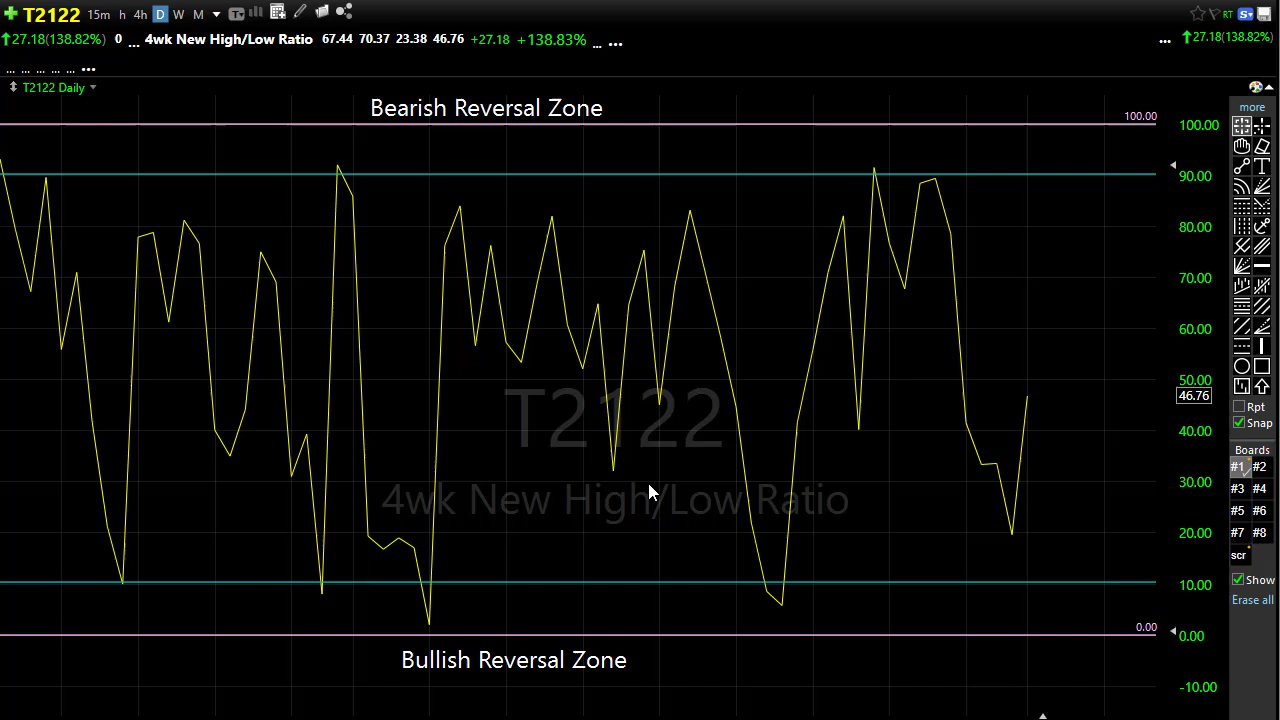 T2122 15m h 4h D W M T RT S
27.18(138.82%) 0 ... 4wk New High/Low Ratio 67.44 70.37 23.38 46.76 +27.18 +138.83% ... ... ... 27.18(138.82%)
... ... ... ... ... ...
T2122 Daily
more
Bearish Reversal Zone
100.00
100.00
90.00
80.00
70.00
60.00
50.00
46.76
40.00
30.00
20.00
10.00
0.00
0.00
-10.00
T2122
4wk New High/Low Ratio
Bullish Reversal Zone
T
Rpt
Snap
Boards
#1 #2
#3 #4
#5 #6
#7 #8
scr
Show
Erase all